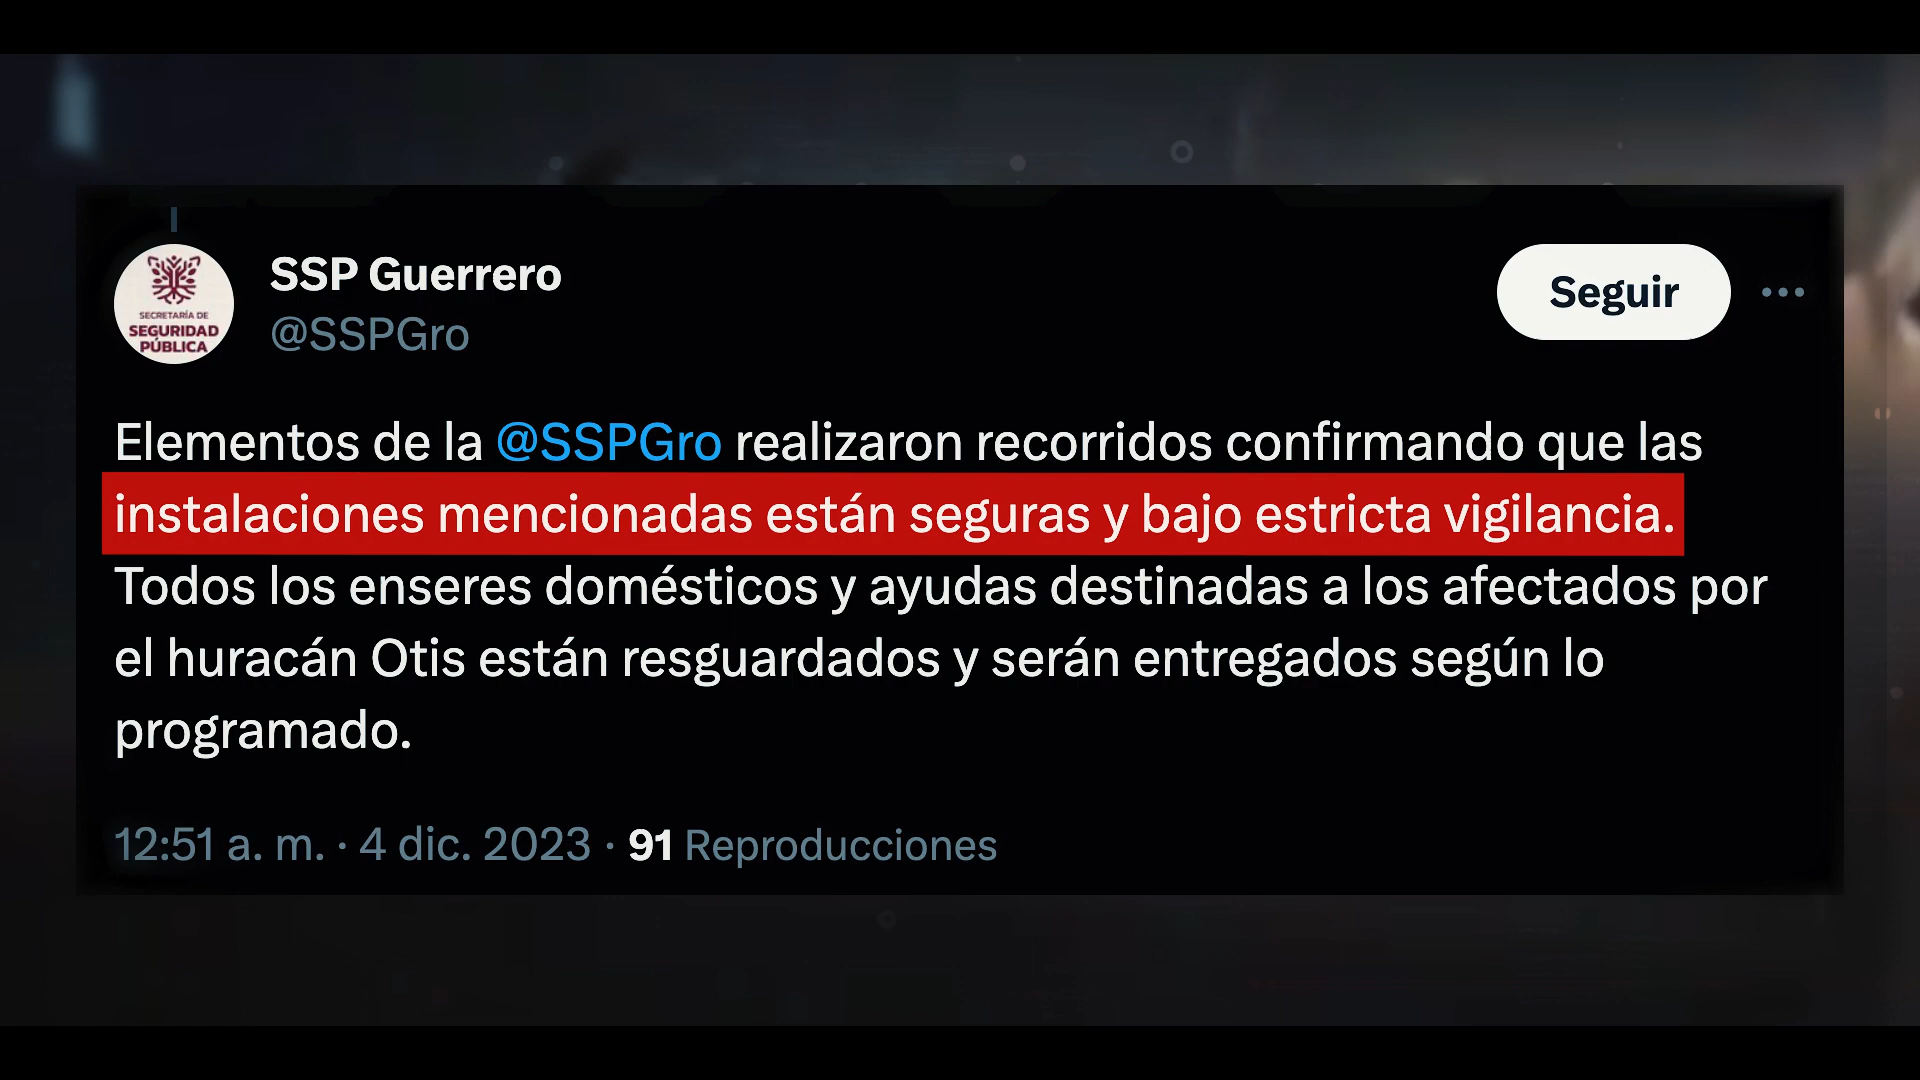 SSP Guerrero
@SSPGro
SECRETARÍA DE
SEGURIDAD
PÚBLICA
Seguir
Elementos de la @SSPGro realizaron recorridos confirmando que las
instalaciones mencionadas están seguras y bajo estricta vigilancia.
Todos los enseres domésticos y ayudas destinadas a los afectados por
el huracán Otis están resguardados y serán entregados según lo
programado.
12:51 a. m. · 4 dic. 2023 · 91 Reproducciones